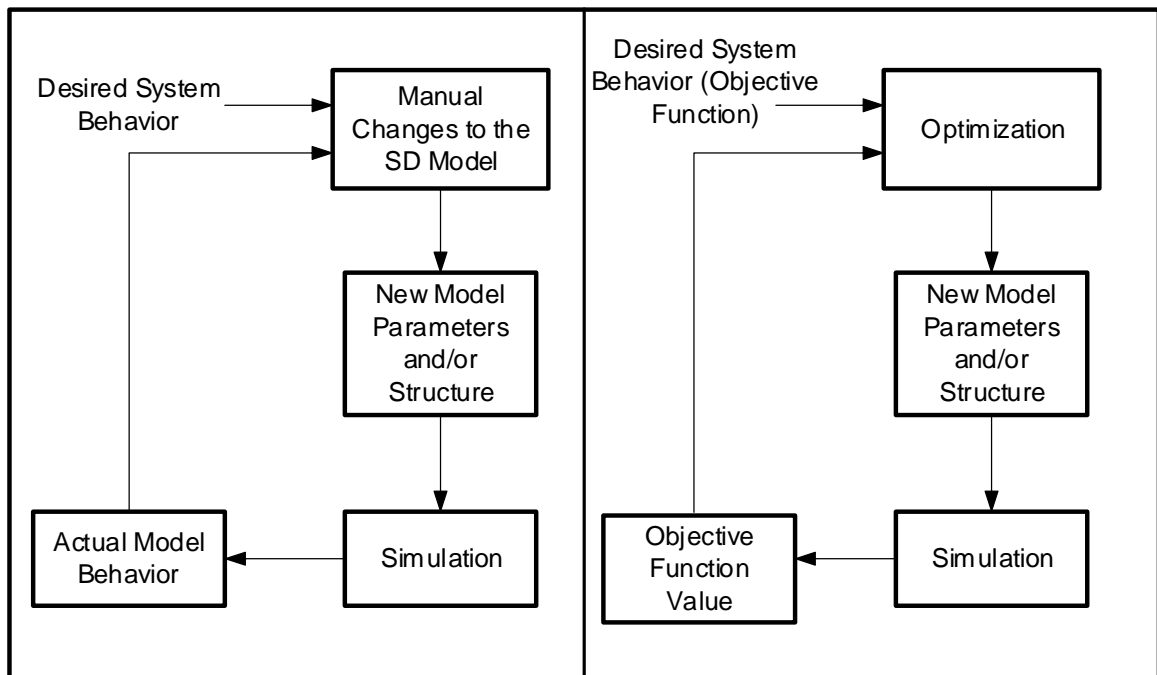 Desired System
Behavior
Manual
Changes to the
SD Model
New Model
Parameters
and/or
Structure
Simulation
Actual Model
Behavior
Desired System
Behavior (Objective
Function)
Optimization
New Model
Parameters
and/or
Structure
Simulation
Objective
Function
Value